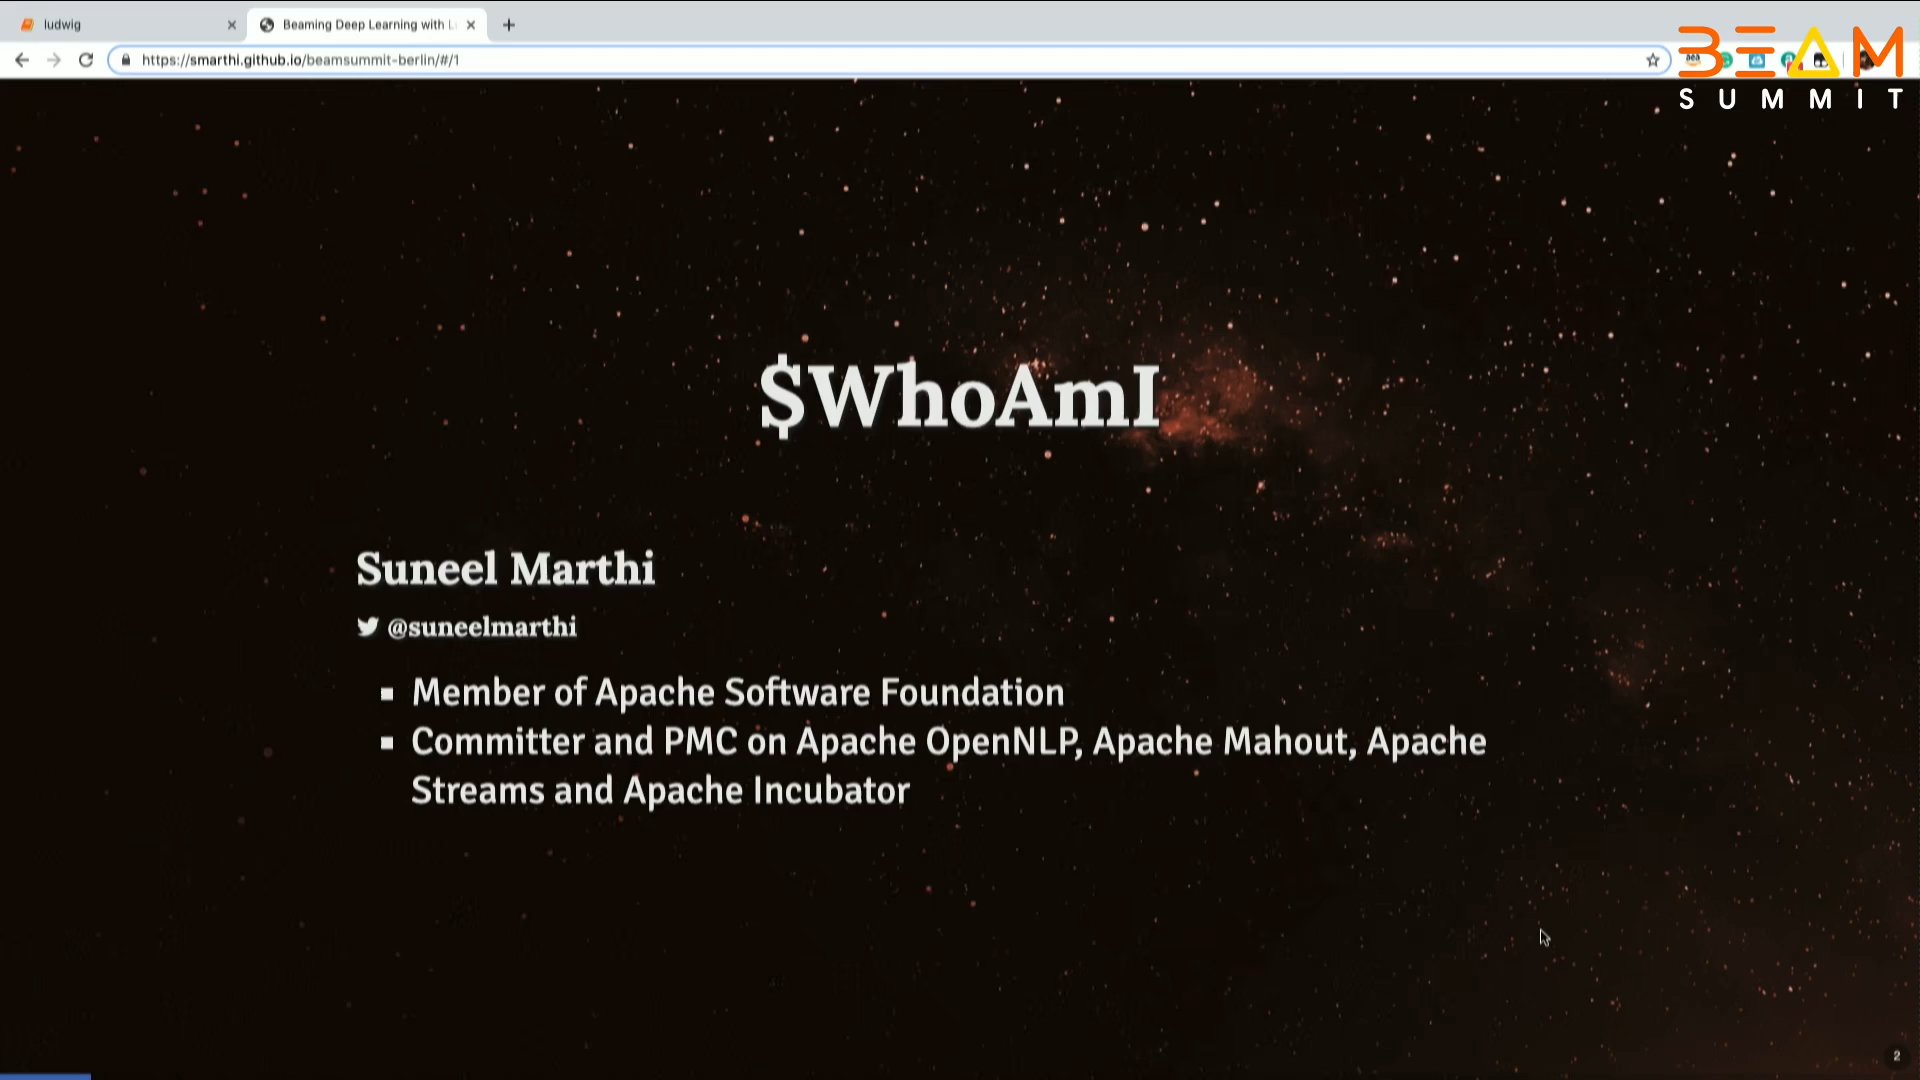 ludwig
Beaming Deep Learning with L
https://smarthi.github.io/beamsummit-berlin/#/1
BEAM
SUMMIT
$WhoAmI
Suneel Marthi
@suneelmarthi
Member of Apache Software Foundation
Committer and PMC on Apache OpenNLP, Apache Mahout, Apache
Streams and Apache Incubator
2